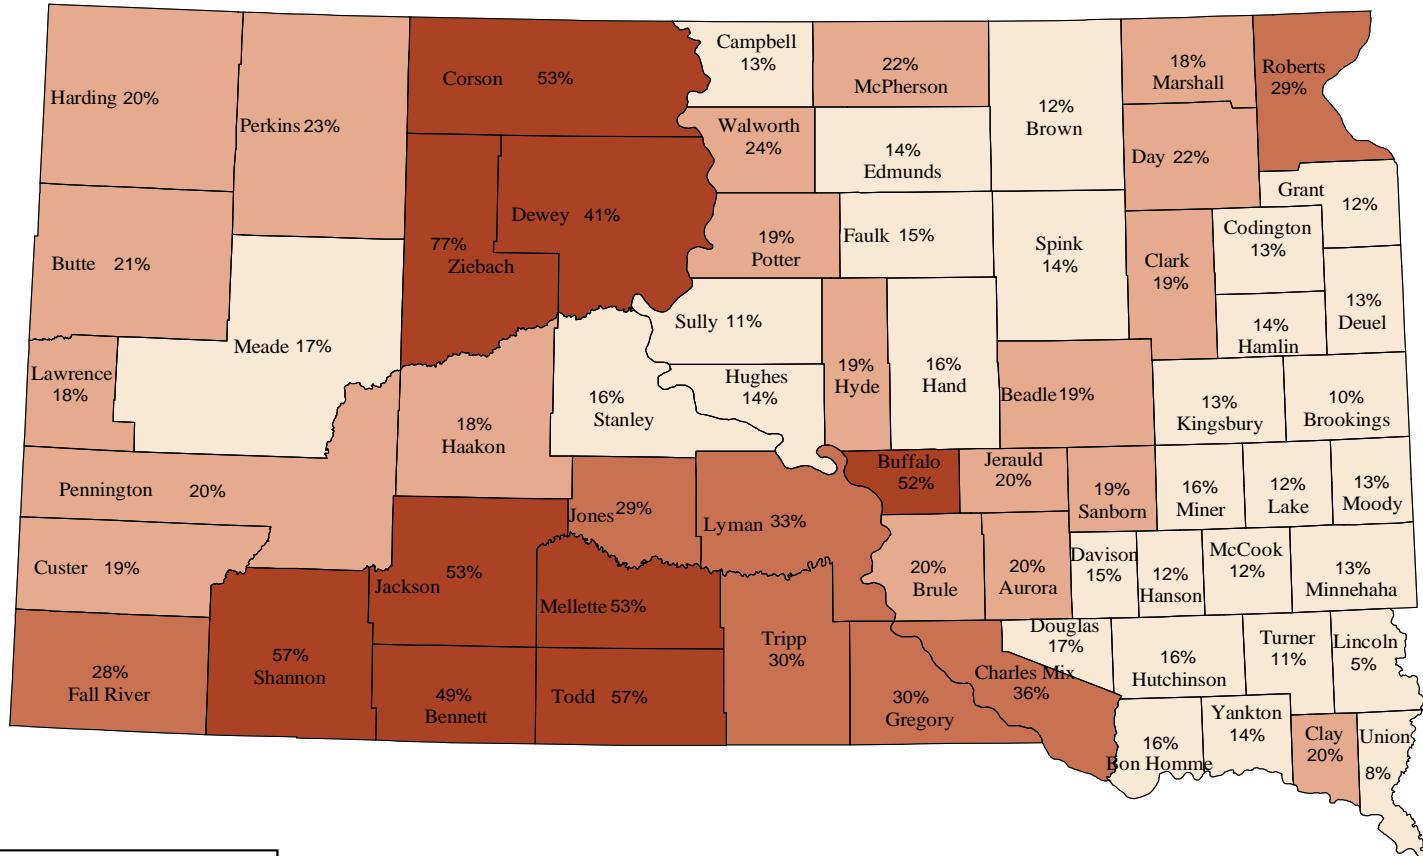 Harding 20%
Perkins 23%
Corson 53%
Campbell
13%
22%
McPherson
12%
Brown
18%
Marshall
Roberts
29%
Walworth
24%
14%
Edmunds
Day 22%
Grant
12%
Butte 21%
77%
Ziebach
Dewey 41%
19%
Potter
Faulk 15%
Spink
14%
Clark
19%
Codington
13%
13%
Deuel
14%
Hamlin
Meade 17%
Lawrence
18%
Sully 11%
Hughes
14%
19%
Hyde
16%
Hand
Beadle 19%
13%
Kingsbury
10%
Brookings
18%
Haakon
16%
Stanley
Pennington 20%
Jones 29%
Lyman 33%
Buffalo
52%
Jerauld
20%
19%
Sanborn
16%
Miner
12%
Lake
13%
Moody
Custer 19%
53%
Jackson
Mellette 53%
20%
Brule
20%
Aurora
Davison
15%
12%
Hanson
McCook
12%
13%
Minnehaha
28%
Fall River
57%
Shannon
49%
Bennett
Todd 57%
Tripp
30%
30%
Gregory
Charles Mix
36%
Douglas
17%
16%
Hutchinson
Turner
11%
Lincoln
5%
16%
Bon Homme
Yankton
14%
Clay
20%
Union
8%